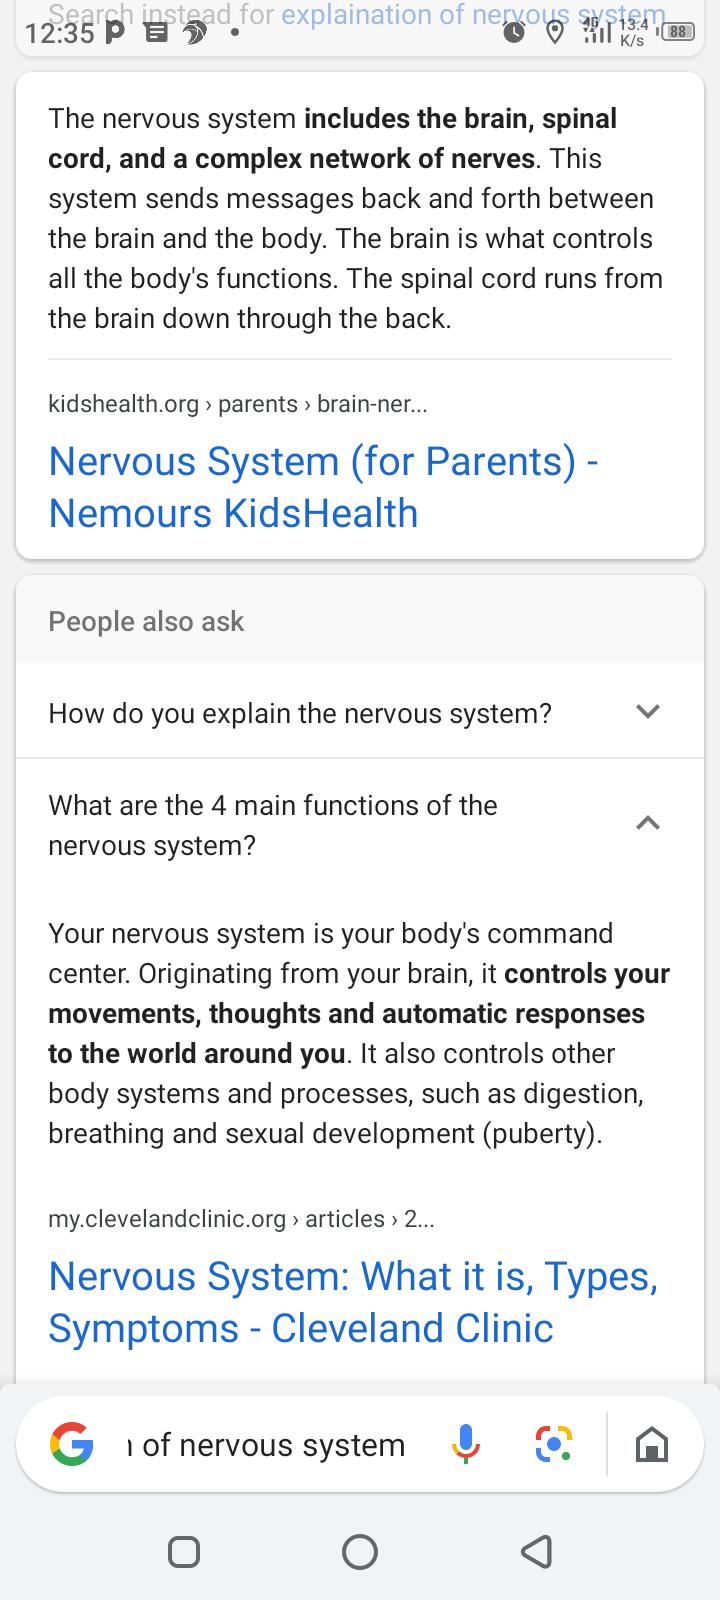 Search instead for explaination of nervous system
12:35
4G
13.4
K/s
88
The nervous system includes the brain, spinal
cord, and a complex network of nerves. This
system sends messages back and forth between
the brain and the body. The brain is what controls
all the body's functions. The spinal cord runs from
the brain down through the back.
kidshealth.org › parents › brain-ner...
Nervous System (for Parents) -
Nemours KidsHealth
People also ask
How do you explain the nervous system?
What are the 4 main functions of the
nervous system?
Your nervous system is your body's command
center. Originating from your brain, it controls your
movements, thoughts and automatic responses
to the world around you. It also controls other
body systems and processes, such as digestion,
breathing and sexual development (puberty).
my.clevelandclinic.org › articles › 2...
Nervous System: What it is, Types,
Symptoms - Cleveland Clinic
of nervous system